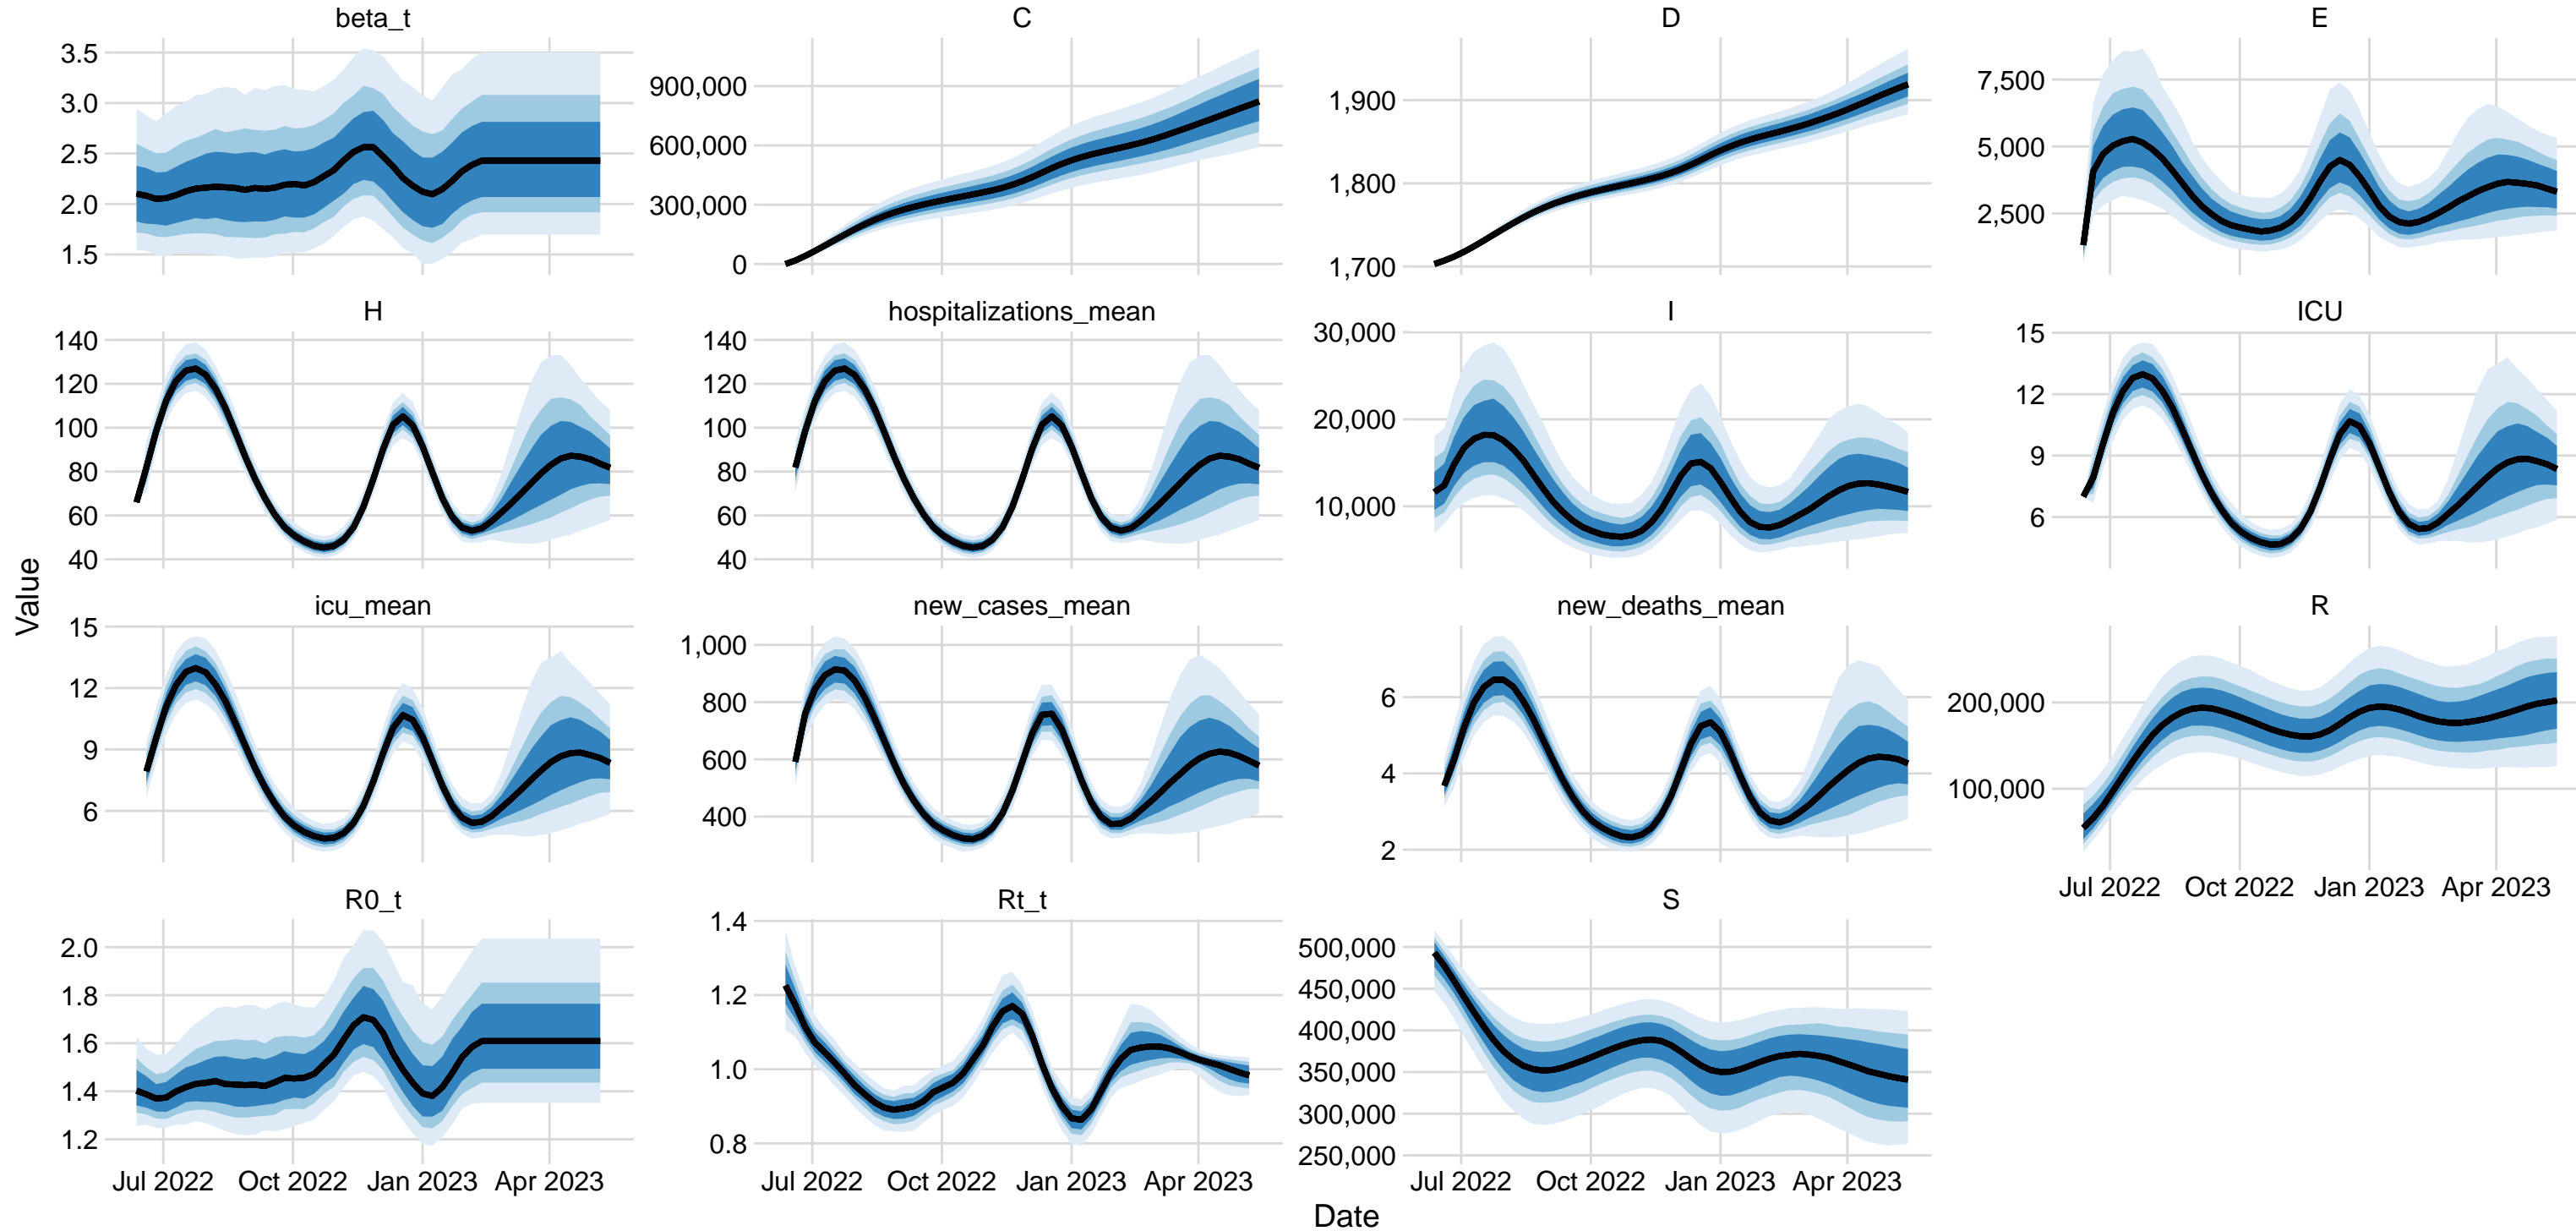 beta_t
3.5
3.0
2.5
2.0
1.5
C
900,000
600,000
300,000
0
D
1,900
1,800
1,700
E
7,500
5,000
2,500
H
140
120
100
80
60
40
hospitalizations_mean
140
120
100
80
60
40
I
30,000
20,000
10,000
ICU
15
12
9
6
Value
icu_mean
15
12
9
6
new_cases_mean
1,000
800
600
400
new_deaths_mean
6
4
2
R
200,000
100,000
Jul 2022 Oct 2022 Jan 2023 Apr 2023
R0_t
2.0
1.8
1.6
1.4
1.2
Jul 2022 Oct 2022 Jan 2023 Apr 2023
Rt_t
1.4
1.2
1.0
0.8
Jul 2022 Oct 2022 Jan 2023 Apr 2023
S
500,000
450,000
400,000
350,000
300,000
250,000
Jul 2022 Oct 2022 Jan 2023 Apr 2023
Date